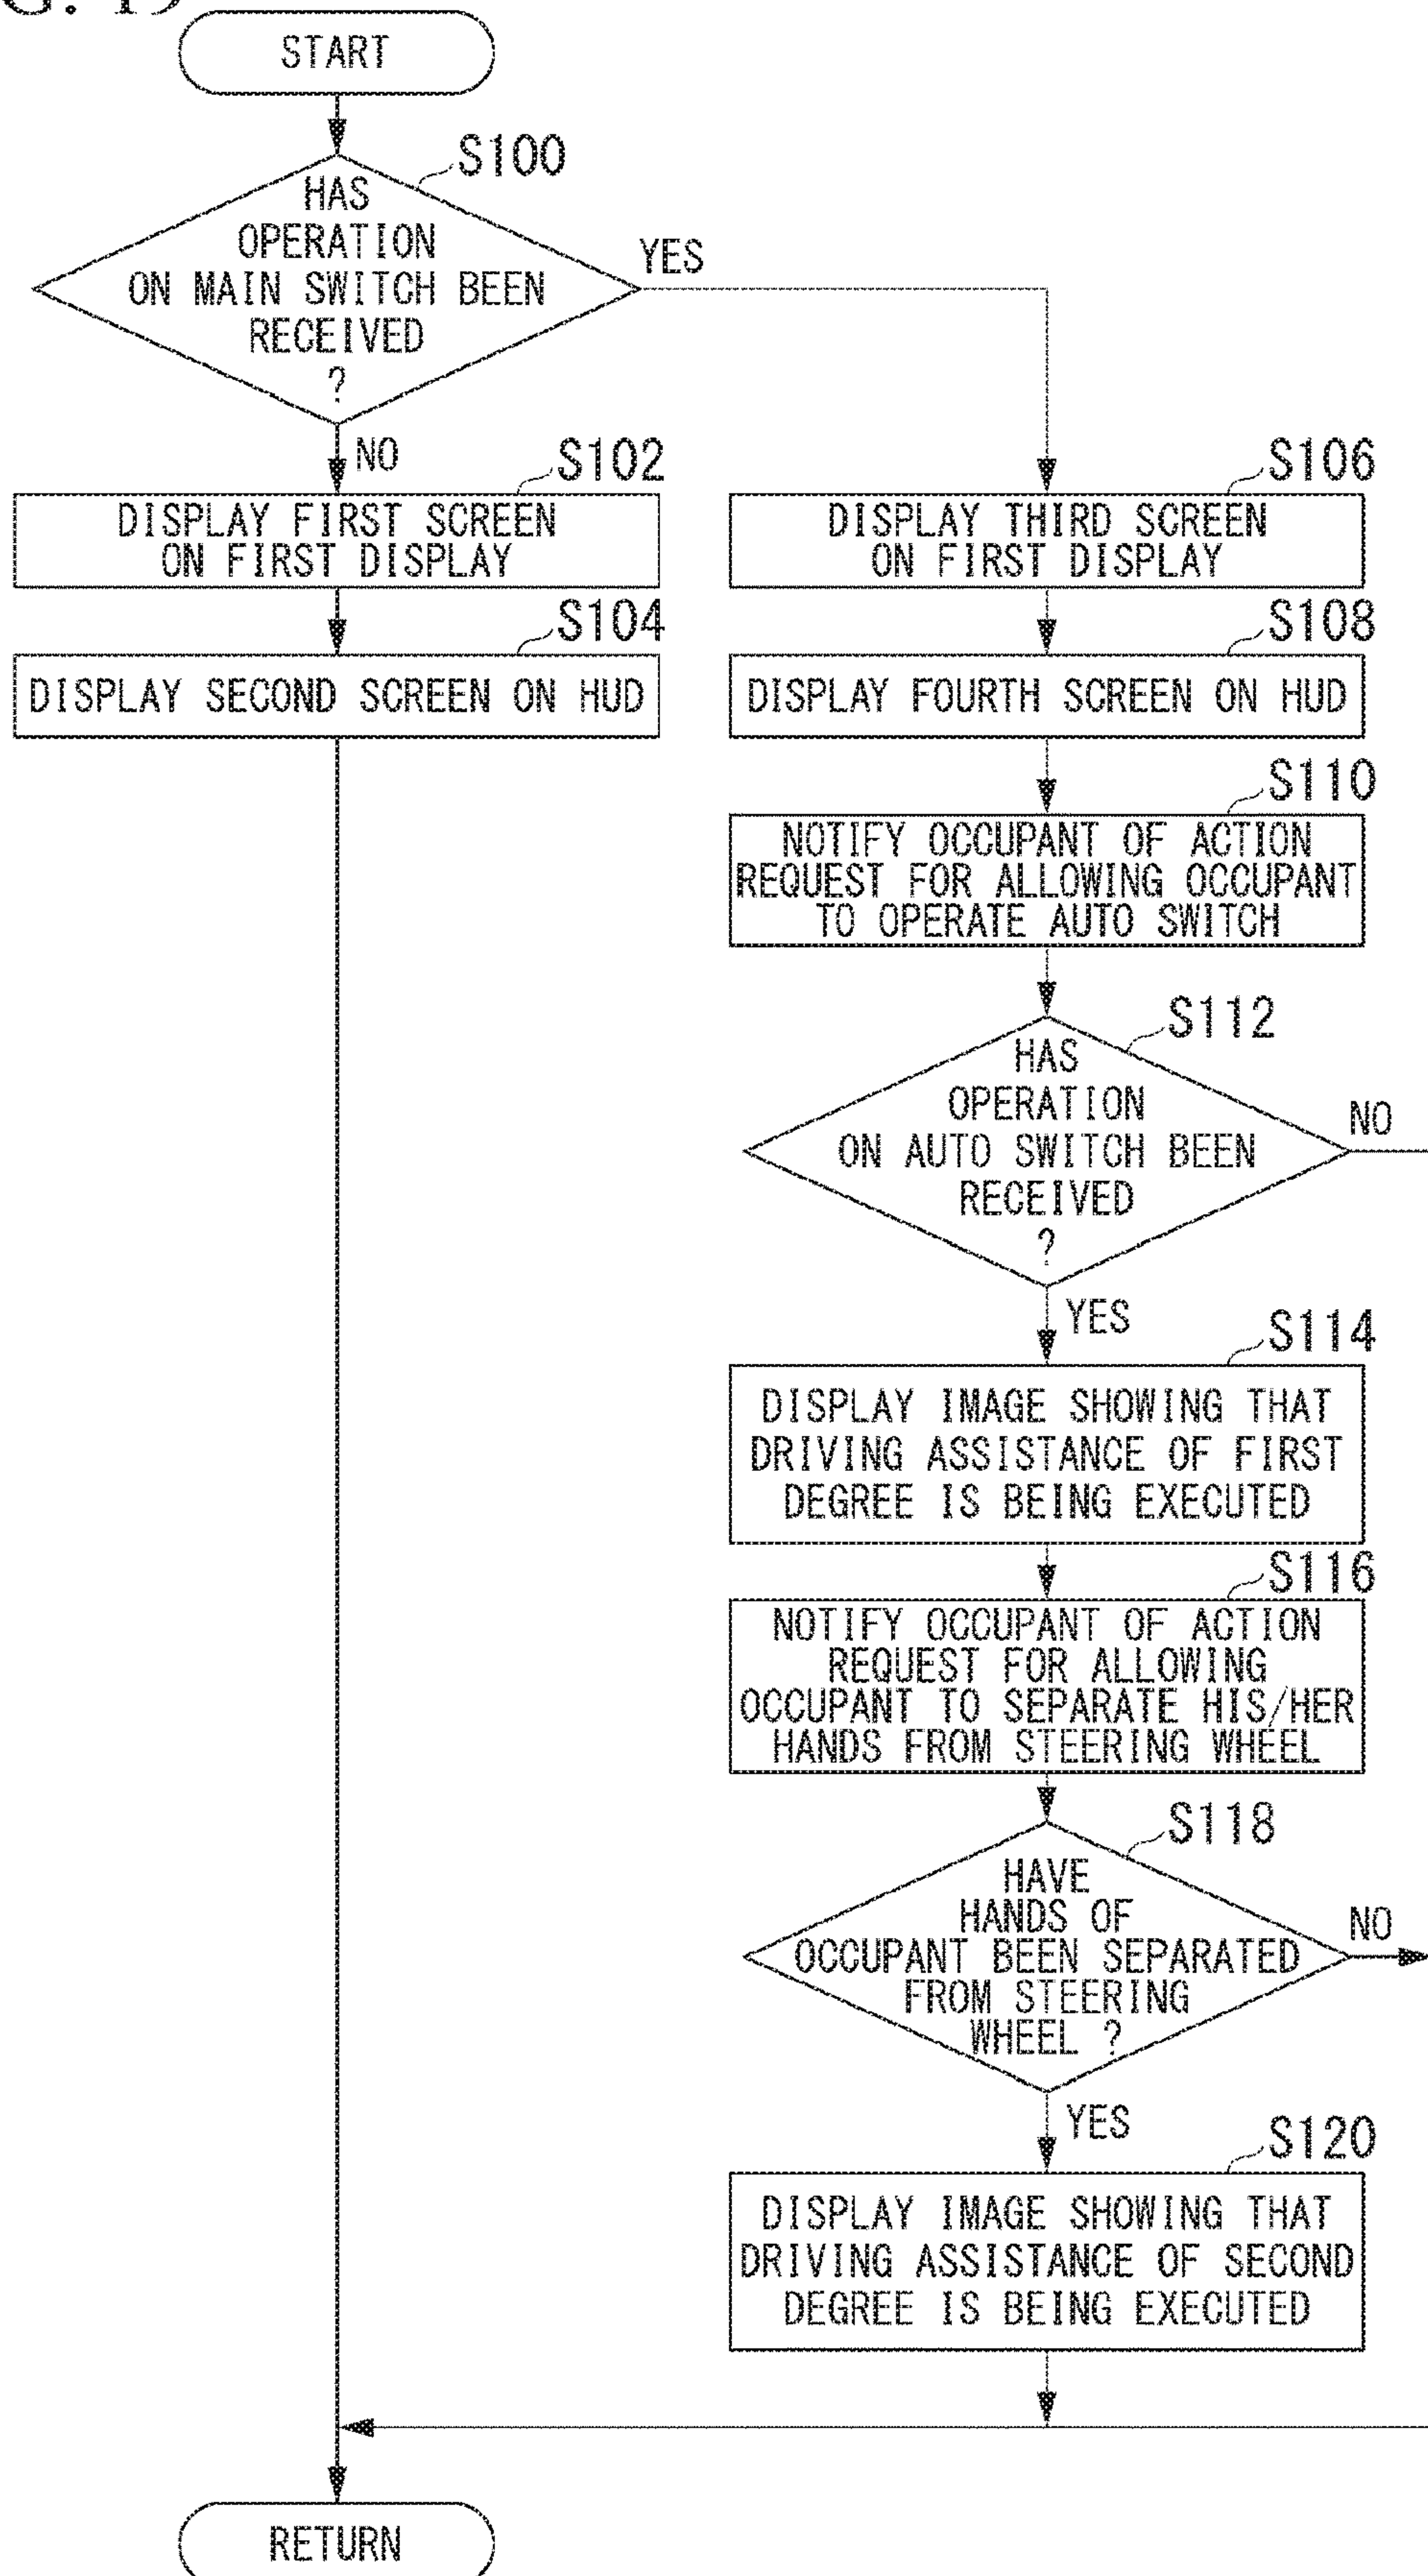 START
S100
HAS
OPERATION
ON MAIN SWITCH BEEN
RECEIVED
?
YES
NO
S102
DISPLAY FIRST SCREEN
ON FIRST DISPLAY
S104
DISPLAY SECOND SCREEN ON HUD
S106
DISPLAY THIRD SCREEN
ON FIRST DISPLAY
S108
DISPLAY FOURTH SCREEN ON HUD
S110
NOTIFY OCCUPANT OF ACTION
REQUEST FOR ALLOWING OCCUPANT
TO OPERATE AUTO SWITCH
S112
HAS
OPERATION
ON AUTO SWITCH BEEN
RECEIVED
?
NO
YES
S114
DISPLAY IMAGE SHOWING THAT
DRIVING ASSISTANCE OF FIRST
DEGREE IS BEING EXECUTED
S116
NOTIFY OCCUPANT OF ACTION
REQUEST FOR ALLOWING
OCCUPANT TO SEPARATE HIS/HER
HANDS FROM STEERING WHEEL
S118
HAVE
HANDS OF
OCCUPANT BEEN SEPARATED
FROM STEERING
WHEEL ?
NO
YES
S120
DISPLAY IMAGE SHOWING THAT
DRIVING ASSISTANCE OF SECOND
DEGREE IS BEING EXECUTED
RETURN